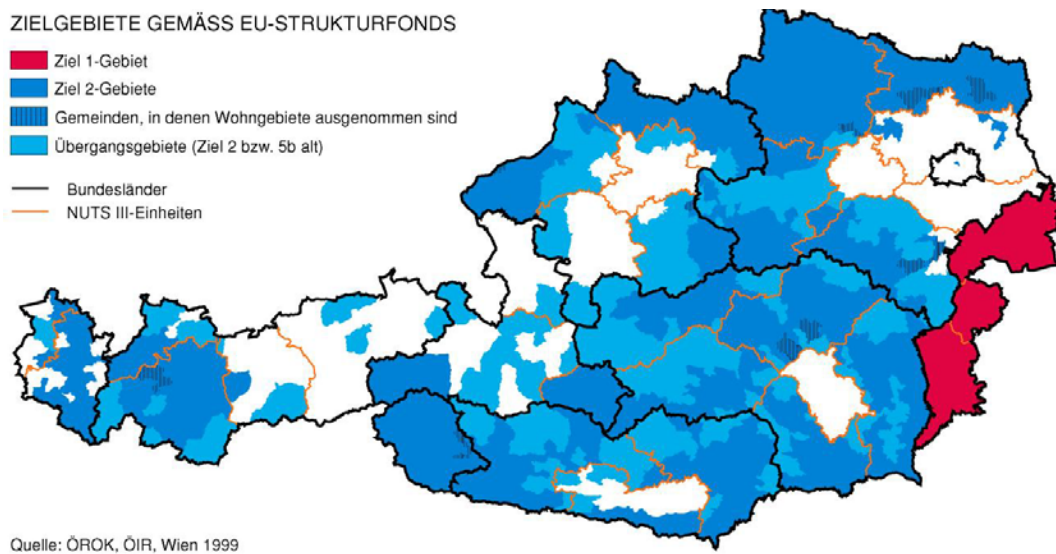 ZIELGEBIETE GEMÄSS EU-STRUKTURFONDS
Ziel 1-Gebiet
Ziel 2-Gebiete
Gemeinden, in denen Wohngebiete ausgenommen sind
Übergangsgebiete (Ziel 2 bzw. 5b alt)
Bundesländer
NUTS III-Einheiten
Quelle: ÖROK, ÖIR, Wien 1999